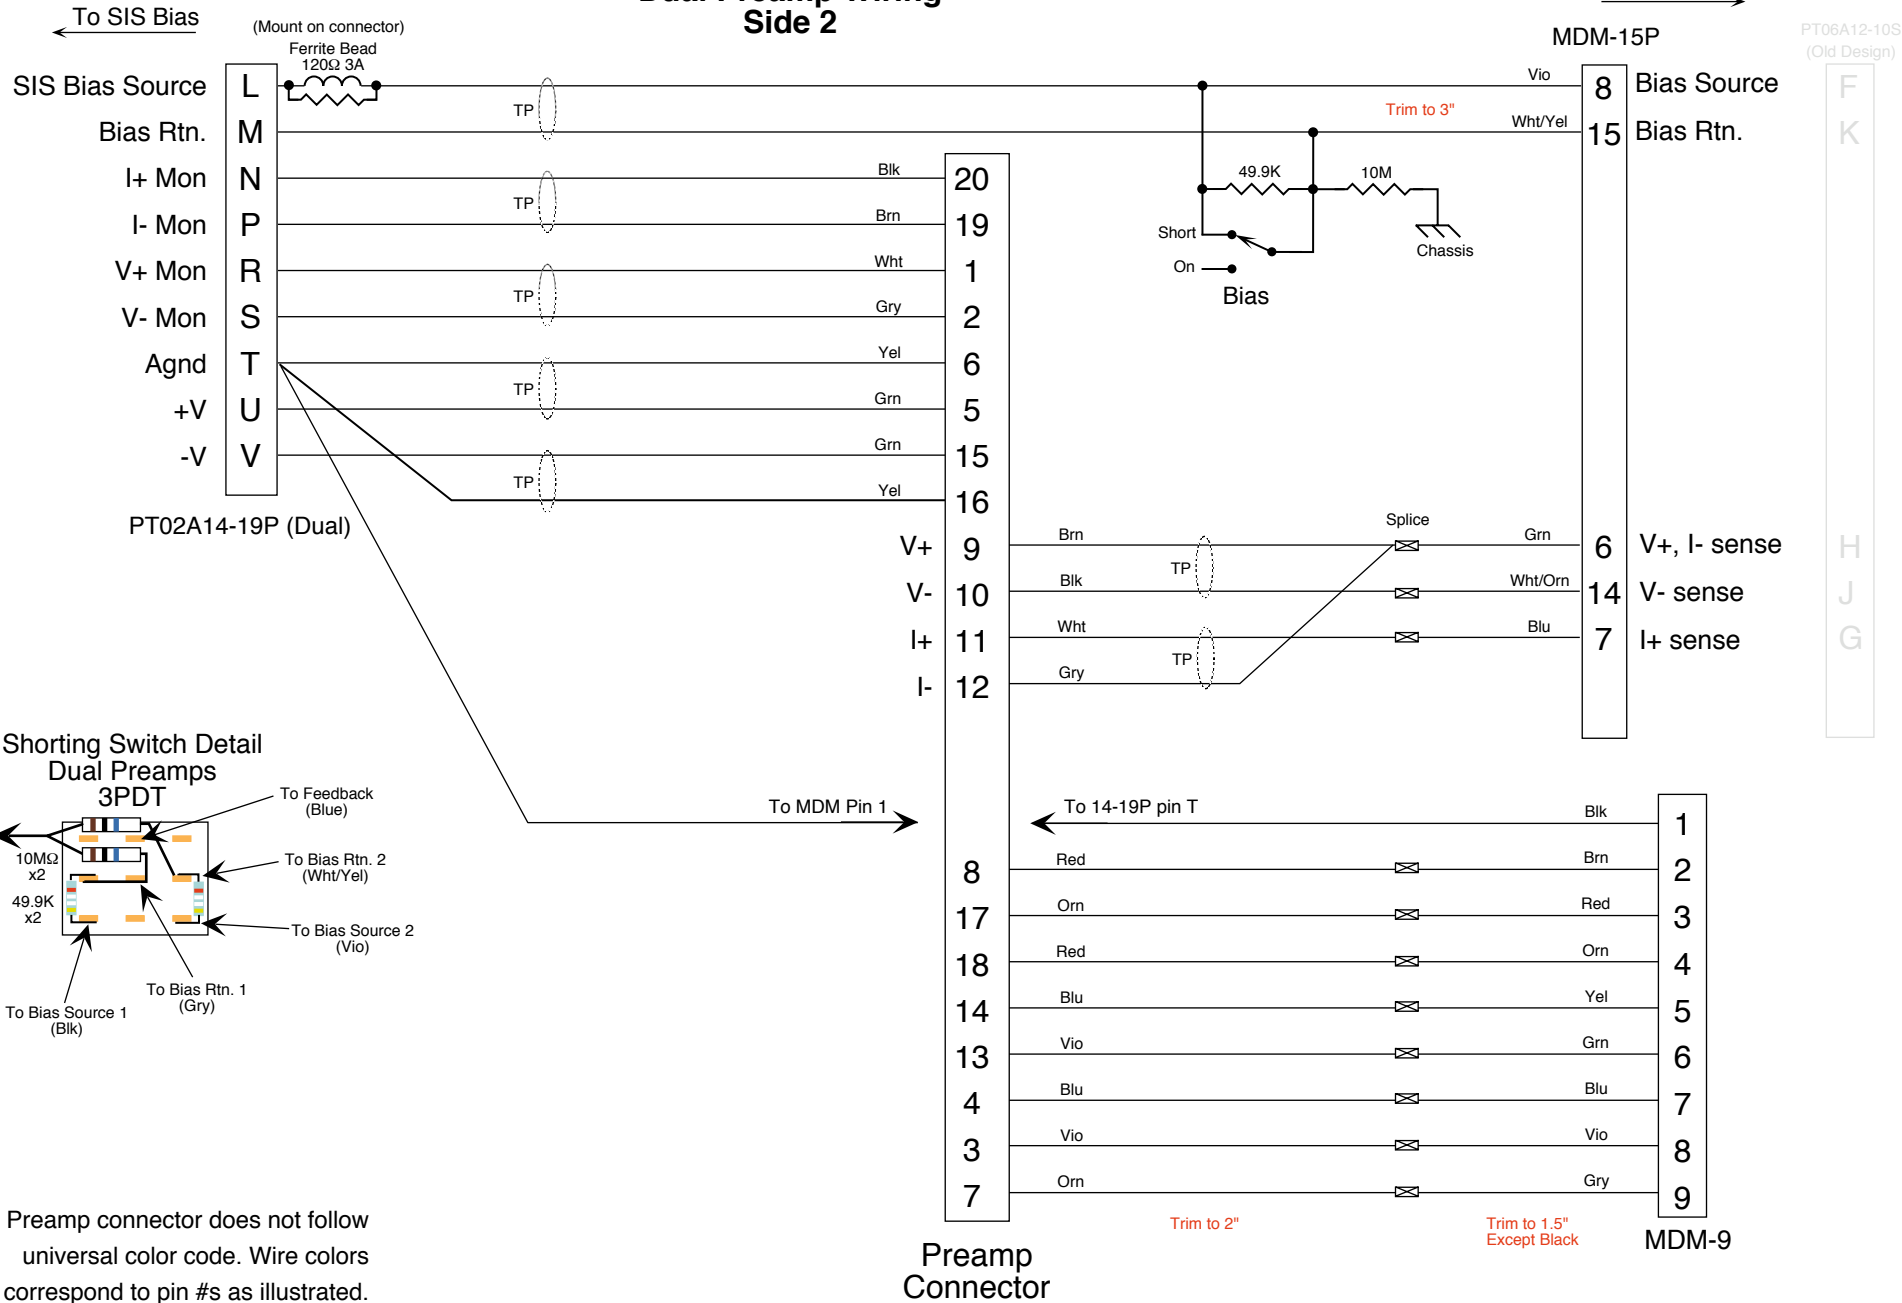 To SIS Bias
Dual Preamp Wiring
Side 2
(Mount on connector)
Ferrite Bead
120Ω 3A
MDM-15P
PT06A12-10S
(Old Design)
SIS Bias Source L TP Vio 8 Bias Source F
Trim to 3"
Bias Rtn. M Wht/Yel 15 Bias Rtn. K
I+ Mon N Blk 20
TP
49.9K 10M
I- Mon P Brn 19
Short
Chassis
V+ Mon R Wht 1
On
TP
Bias
V- Mon S Gry 2
Agnd T Yel 6
TP
+V U Grn 5
-V V Grn 15
TP
Yel 16
PT02A14-19P (Dual)
Splice
V+ 9 Brn Grn 6 V+, I- sense H
TP
V- 10 Blk Wht/Orn 14 V- sense J
I+ 11 Wht Blu 7 I+ sense G
TP
I- 12 Gry
Shorting Switch Detail
Dual Preamps
3PDT
To Feedback
(Blue)
10MΩ
x2
To Bias Rtn. 2
(Wht/Yel)
49.9K
x2
To Bias Source 2
(Vio)
To Bias Rtn. 1
(Gry)
To Bias Source 1
(Blk)
To MDM Pin 1
To 14-19P pin T Blk 1
8 Red Brn 2
17 Orn Red 3
18 Red Orn 4
14 Blu Yel 5
13 Vio Grn 6
4 Blu Blu 7
3 Vio Vio 8
7 Orn Gry 9
Trim to 2"
Trim to 1.5"
Except Black
MDM-9
Preamp
Connector
Preamp connector does not follow
universal color code. Wire colors
correspond to pin #s as illustrated.